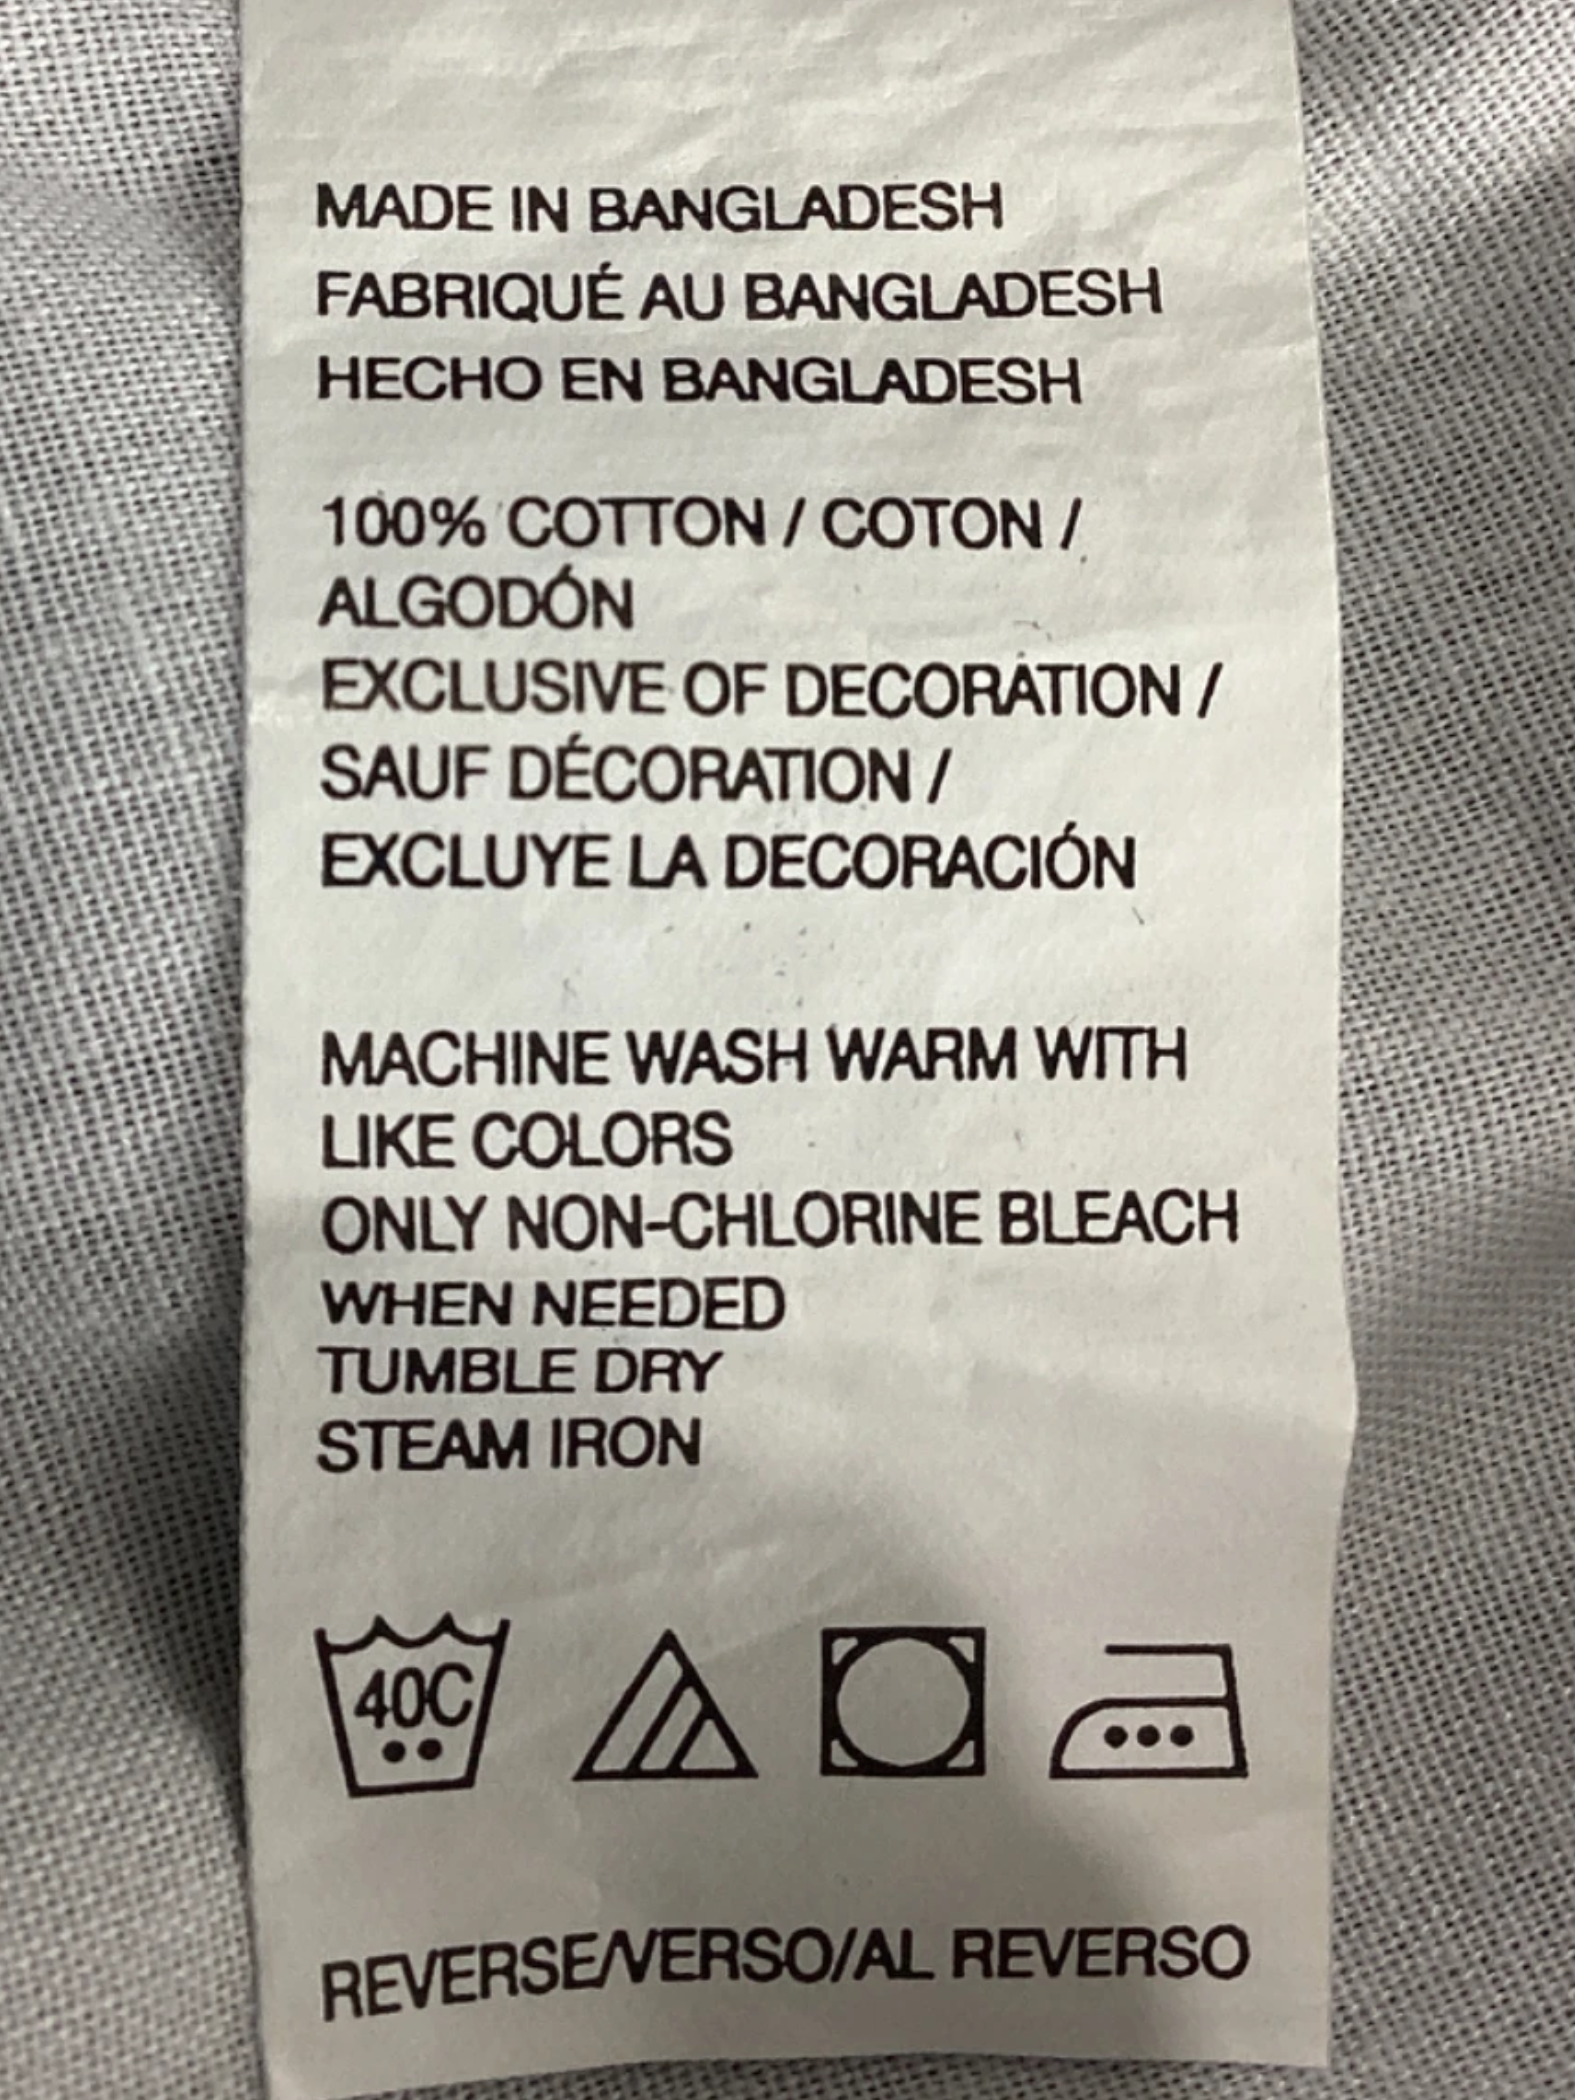 MADE IN BANGLADESH
FABRIQUÉ AU BANGLADESH
HECHO EN BANGLADESH
100% COTTON / COTON /
ALGODÓN
EXCLUSIVE OF DECORATION /
SAUF DÉCORATION /
EXCLUYE LA DECORACIÓN
MACHINE WASH WARM WITH
LIKE COLORS
ONLY NON-CHLORINE BLEACH
WHEN NEEDED
TUMBLE DRY
STEAM IRON
40C
REVERSE/VERSO/AL REVERSO